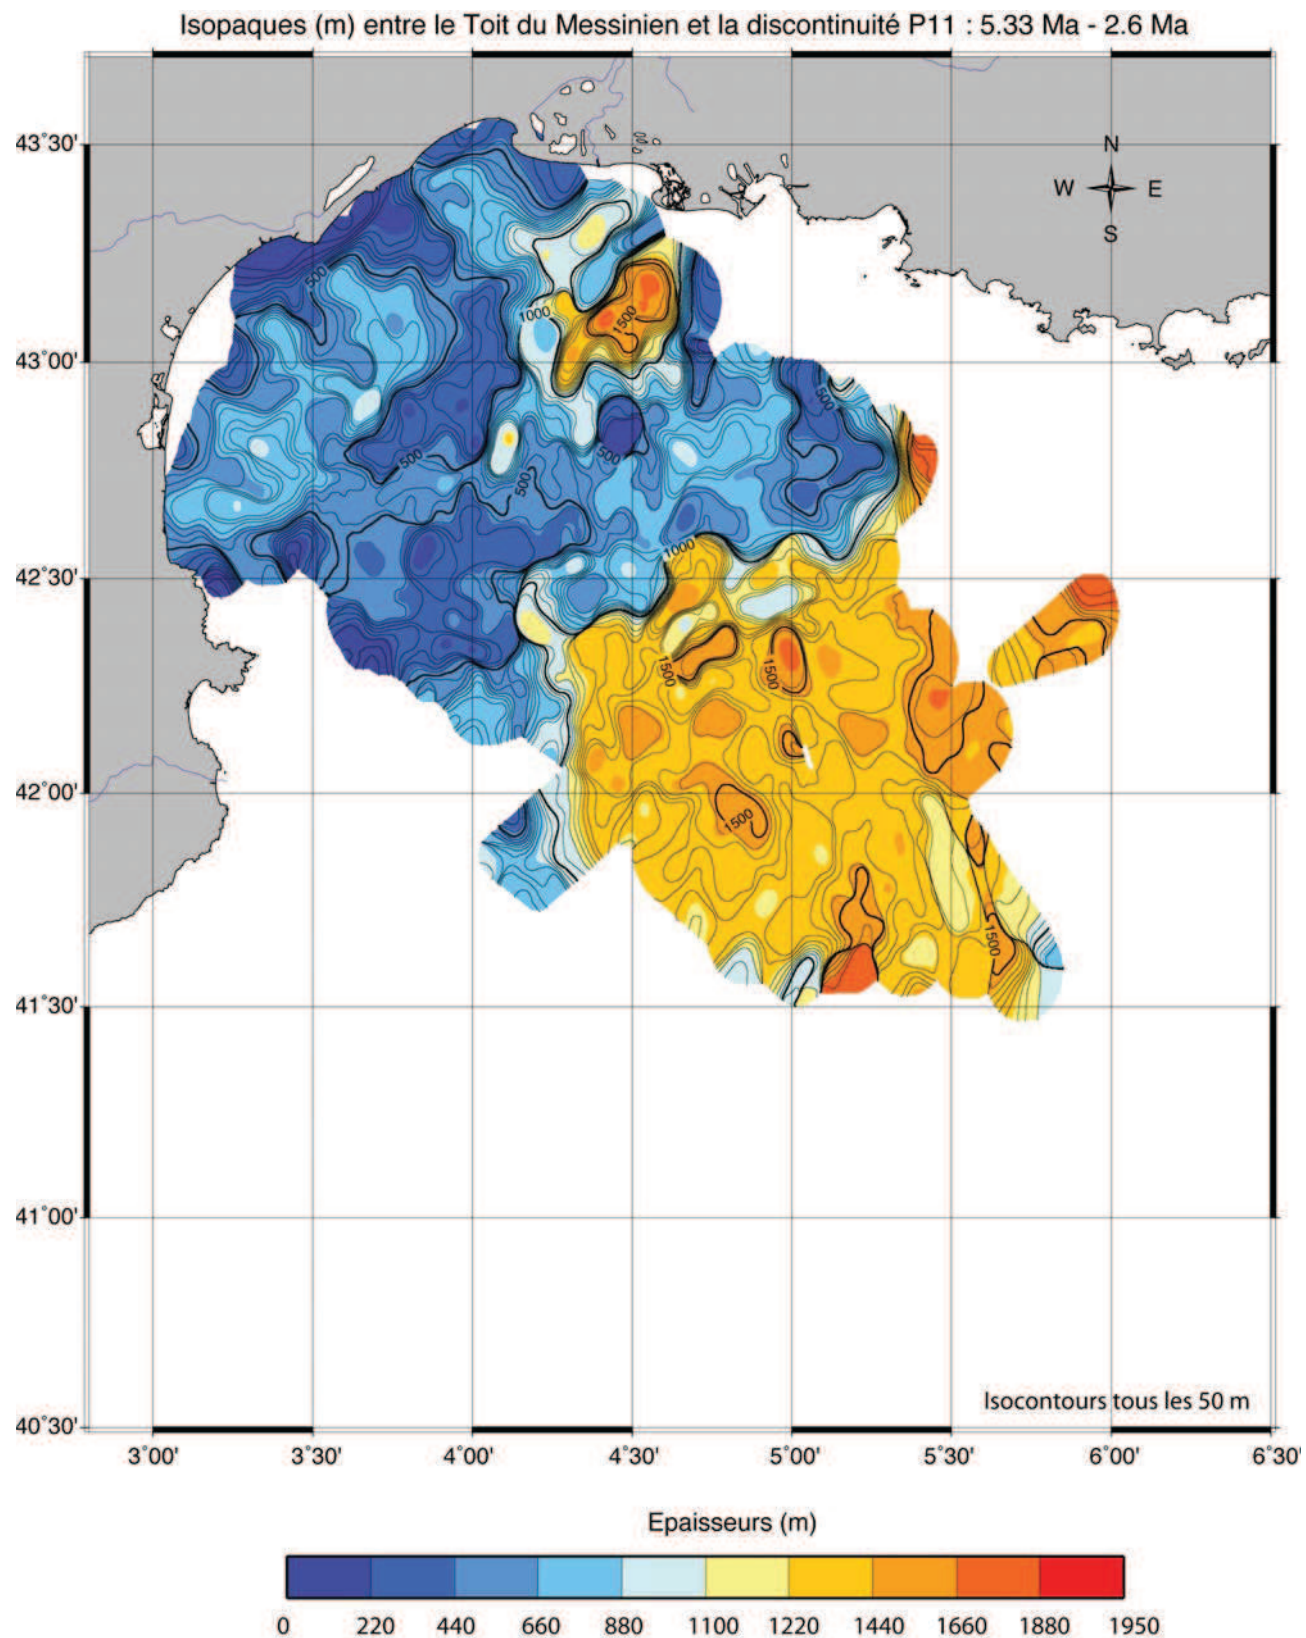 Isopaques (m) entre le Toit du Messinien et la discontinuité P11 : 5.33 Ma - 2.6 Ma
43°30'
N
W E
S
500
1000
1500
43°00'
500
500
500
500
1000
42°30'
1500
1500
42°00'
1500
1500
41°30'
41°00'
Isocontours tous les 50 m
40°30'
3°00' 3°30' 4°00' 4°30' 5°00' 5°30' 6°00' 6°30'
Epaisseurs (m)
0 220 440 660 880 1100 1220 1440 1660 1880 1950